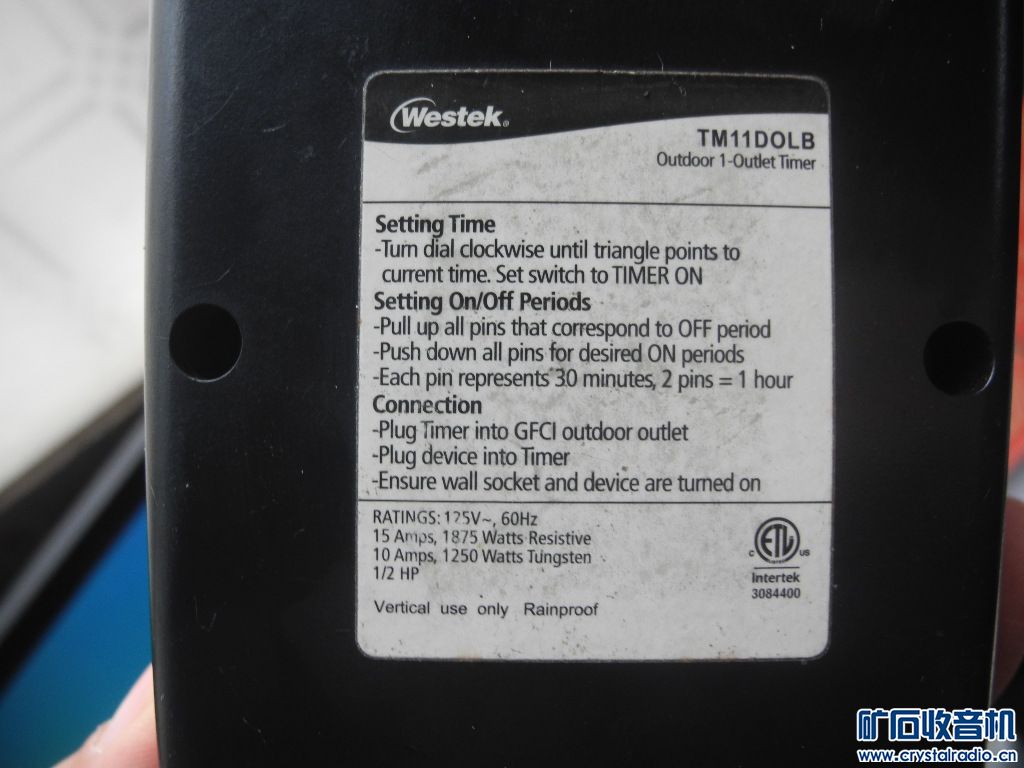 Westek®
TM11DOLB
Outdoor 1-Outlet Timer
Setting Time
-Turn dial clockwise until triangle points to
current time. Set switch to TIMER ON
Setting On/Off Periods
-Pull up all pins that correspond to OFF period
-Push down all pins for desired ON periods
-Each pin represents 30 minutes, 2 pins = 1 hour
Connection
-Plug Timer into GFCI outdoor outlet
-Plug device into Timer
-Ensure wall socket and device are turned on
RATINGS: 125V~, 60Hz
15 Amps, 1875 Watts Resistive
10 Amps, 1250 Watts Tungsten
1/2 HP
Vertical use only Rainproof
C ETL US
Intertek
3084400
矿石收音机
www.crystalradio.cn